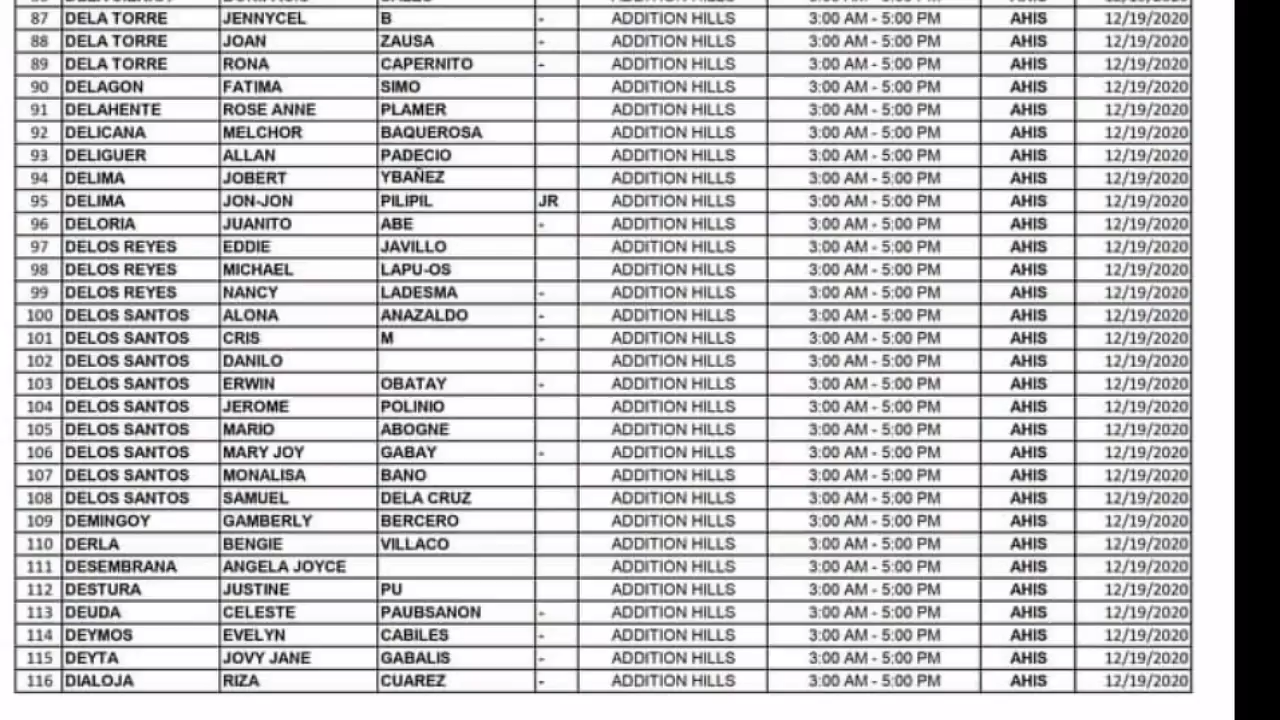 87 DELA TORRE JENNYCEL B - ADDITION HILLS 3:00 AM - 5:00 PM AHIS 12/19/2020
88 DELA TORRE JOAN ZAUSA - ADDITION HILLS 3:00 AM - 5:00 PM AHIS 12/19/2020
89 DELA TORRE RONA CAPERNITO - ADDITION HILLS 3:00 AM - 5:00 PM AHIS 12/19/2020
90 DELAGON FATIMA SIMO ADDITION HILLS 3:00 AM - 5:00 PM AHIS 12/19/2020
91 DELAHENTE ROSE ANNE PLAMER ADDITION HILLS 3:00 AM - 5:00 PM AHIS 12/19/2020
92 DELICANA MELCHOR BAQUEROSA ADDITION HILLS 3:00 AM - 5:00 PM AHIS 12/19/2020
93 DELIGUER ALLAN PADECIO ADDITION HILLS 3:00 AM - 5:00 PM AHIS 12/19/2020
94 DELIMA JOBERT YBAÑEZ ADDITION HILLS 3:00 AM - 5:00 PM AHIS 12/19/2020
95 DELIMA JON-JON PILIPIL JR ADDITION HILLS 3:00 AM - 5:00 PM AHIS 12/19/2020
96 DELORIA JUANITO ABE - ADDITION HILLS 3:00 AM - 5:00 PM AHIS 12/19/2020
97 DELOS REYES EDDIE JAVILLO ADDITION HILLS 3:00 AM - 5:00 PM AHIS 12/19/2020
98 DELOS REYES MICHAEL LAPU-OS ADDITION HILLS 3:00 AM - 5:00 PM AHIS 12/19/2020
99 DELOS REYES NANCY LADESMA - ADDITION HILLS 3:00 AM - 5:00 PM AHIS 12/19/2020
100 DELOS SANTOS ALONA ANAZALDO - ADDITION HILLS 3:00 AM - 5:00 PM AHIS 12/19/2020
101 DELOS SANTOS CRIS M - ADDITION HILLS 3:00 AM - 5:00 PM AHIS 12/19/2020
102 DELOS SANTOS DANILO ADDITION HILLS 3:00 AM - 5:00 PM AHIS 12/19/2020
103 DELOS SANTOS ERWIN OBATAY - ADDITION HILLS 3:00 AM - 5:00 PM AHIS 12/19/2020
104 DELOS SANTOS JEROME POLINIO ADDITION HILLS 3:00 AM - 5:00 PM AHIS 12/19/2020
105 DELOS SANTOS MARIO ABOGNE ADDITION HILLS 3:00 AM - 5:00 PM AHIS 12/19/2020
106 DELOS SANTOS MARY JOY GABAY - ADDITION HILLS 3:00 AM - 5:00 PM AHIS 12/19/2020
107 DELOS SANTOS MONALISA BANO ADDITION HILLS 3:00 AM - 5:00 PM AHIS 12/19/2020
108 DELOS SANTOS SAMUEL DELA CRUZ ADDITION HILLS 3:00 AM - 5:00 PM AHIS 12/19/2020
109 DEMINGOY GAMBERLY BERCERO ADDITION HILLS 3:00 AM - 5:00 PM AHIS 12/19/2020
110 DERLA BENGIE VILLACO ADDITION HILLS 3:00 AM - 5:00 PM AHIS 12/19/2020
111 DESEMBRANA ANGELA JOYCE ADDITION HILLS 3:00 AM - 5:00 PM AHIS 12/19/2020
112 DESTURA JUSTINE PU ADDITION HILLS 3:00 AM - 5:00 PM AHIS 12/19/2020
113 DEUDA CELESTE PAUBSANON - ADDITION HILLS 3:00 AM - 5:00 PM AHIS 12/19/2020
114 DEYMOS EVELYN CABILES - ADDITION HILLS 3:00 AM - 5:00 PM AHIS 12/19/2020
115 DEYTA JOVY JANE GABALIS - ADDITION HILLS 3:00 AM - 5:00 PM AHIS 12/19/2020
116 DIALOJA RIZA CUAREZ - ADDITION HILLS 3:00 AM - 5:00 PM AHIS 12/19/2020